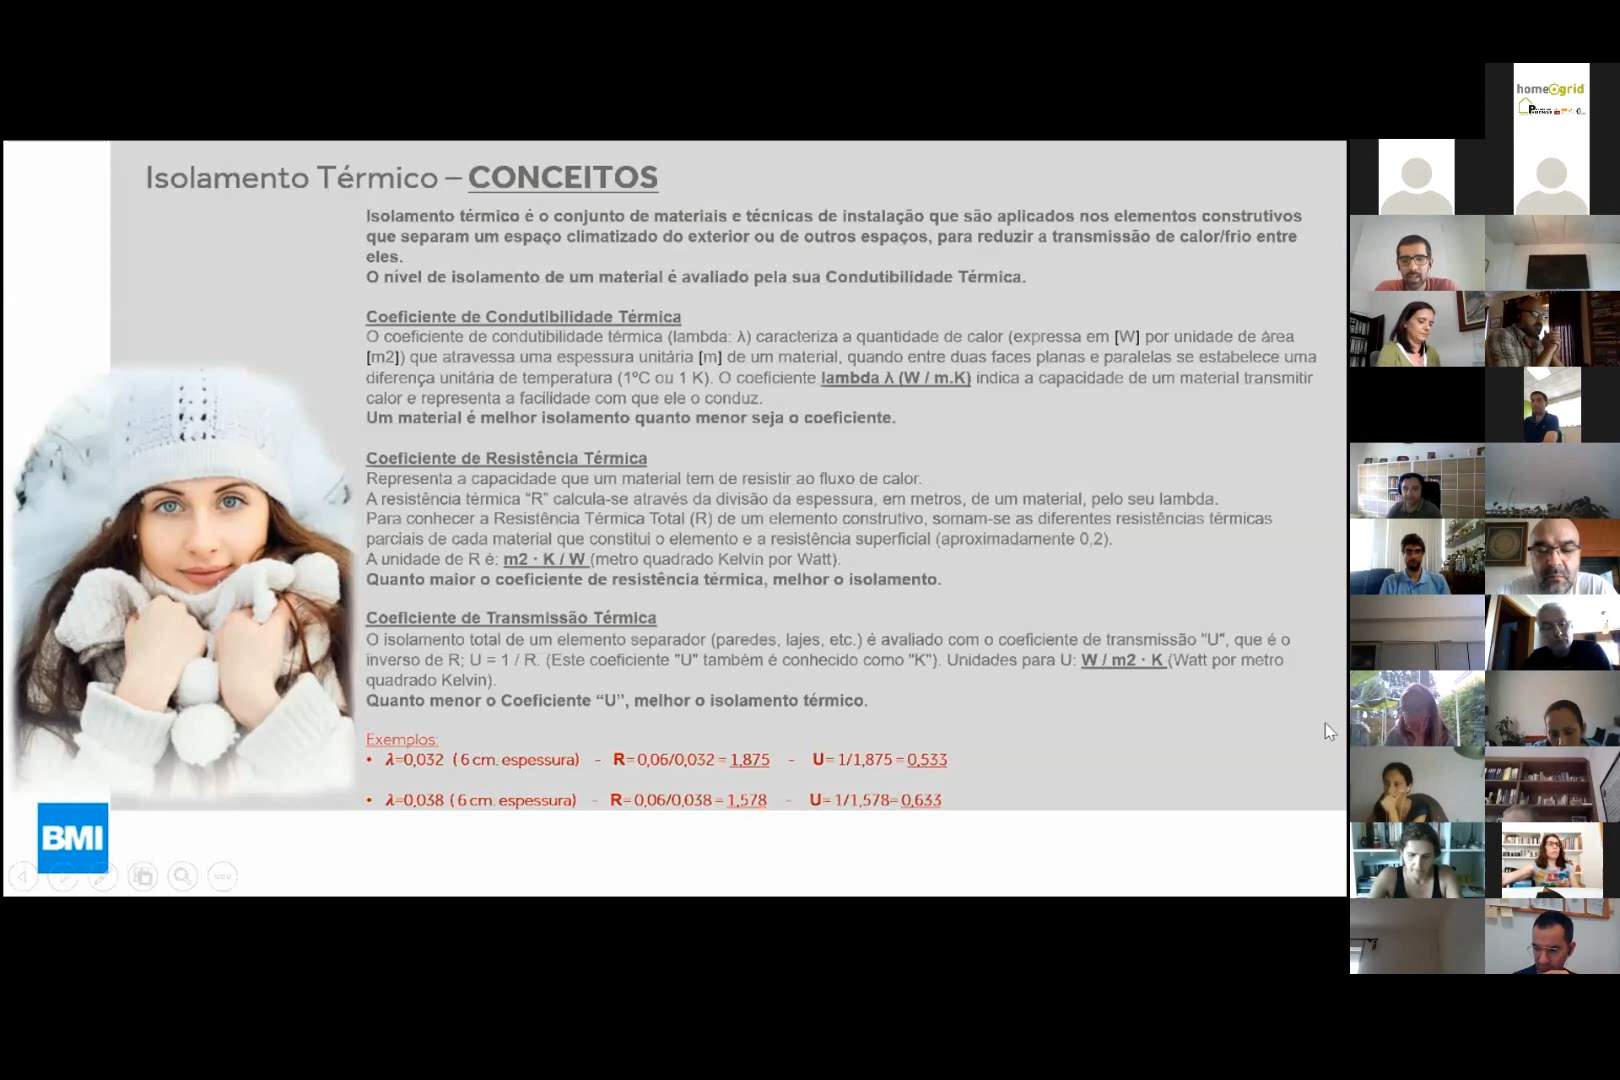 Isolamento Térmico – CONCEITOS
Isolamento térmico é o conjunto de materiais e técnicas de instalação que são aplicados nos elementos construtivos
que separam um espaço climatizado do exterior ou de outros espaços, para reduzir a transmissão de calor/frio entre
eles.
O nível de isolamento de um material é avaliado pela sua Condutibilidade Térmica.
Coeficiente de Condutibilidade Térmica
O coeficiente de condutibilidade térmica (lambda: λ) caracteriza a quantidade de calor (expressa em [W] por unidade de área
[m2]) que atravessa uma espessura unitária [m] de um material, quando entre duas faces planas e paralelas se estabelece uma
diferença unitária de temperatura (1ºC ou 1 K). O coeficiente lambda λ (W / m.K) indica a capacidade de um material transmitir
calor e representa a facilidade com que ele o conduz.
Um material é melhor isolamento quanto menor seja o coeficiente.
Coeficiente de Resistência Térmica
Representa a capacidade que um material tem de resistir ao fluxo de calor.
A resistência térmica “R” calcula-se através da divisão da espessura, em metros, de um material, pelo seu lambda.
Para conhecer a Resistência Térmica Total (R) de um elemento construtivo, somam-se as diferentes resistências térmicas
parciais de cada material que constitui o elemento e a resistência superficial (aproximadamente 0,2).
A unidade de R é: m2 · K / W (metro quadrado Kelvin por Watt).
Quanto maior o coeficiente de resistência térmica, melhor o isolamento.
Coeficiente de Transmissão Térmica
O isolamento total de um elemento separador (paredes, lajes, etc.) é avaliado com o coeficiente de transmissão "U", que é o
inverso de R; U = 1 / R. (Este coeficiente "U" também é conhecido como "K"). Unidades para U: W / m2 · K (Watt por metro
quadrado Kelvin).
Quanto menor o Coeficiente “U”, melhor o isolamento térmico.
Exemplos:
• λ=0,032 ( 6 cm. espessura) - R=0,06/0,032 = 1,875 - U= 1/1,875 = 0,533
• λ=0,038 ( 6 cm. espessura) - R= 0,06/0,038 = 1,578 - U= 1/1,578= 0,633
BMI
homegrid